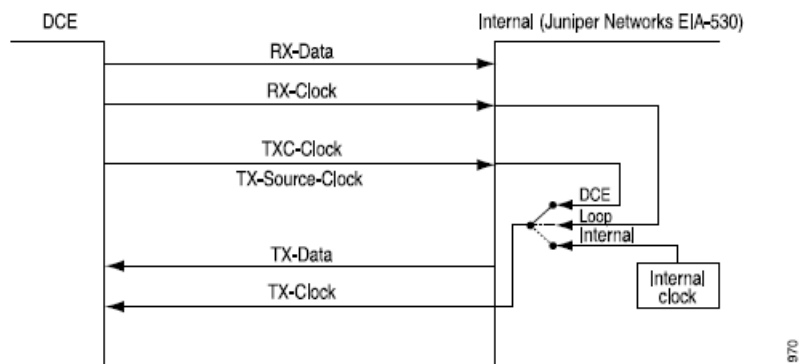 DCE
Internal (Juniper Networks EIA-530)
RX-Data
RX-Clock
TXC-Clock
TX-Source-Clock
DCE
Loop
Internal
TX-Data
TX-Clock
Internal
clock
970